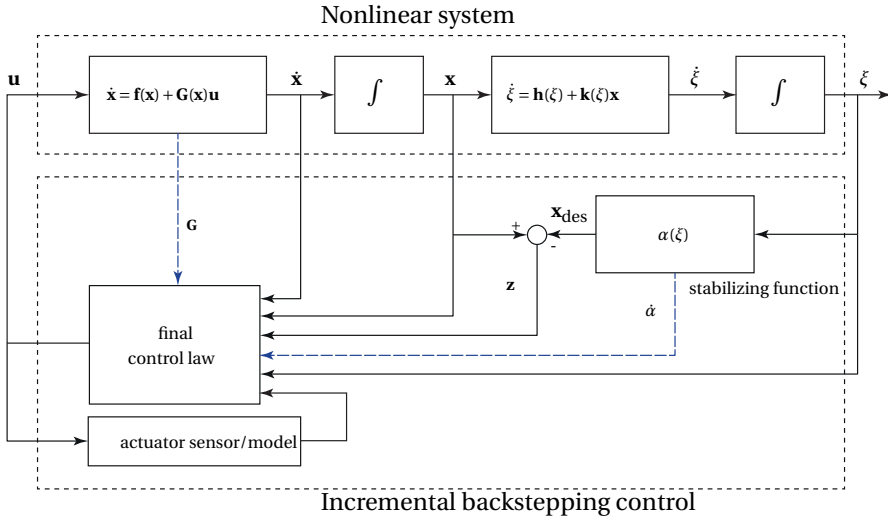 Nonlinear system
u
ẋ = f(x) + G(x)u
ẋ
∫
x
ξ̇ = h(ξ) + k(ξ)x
ξ̇
∫
ξ
G
+
-
x_des
α(ξ)
z
stabilizing function
α̇
final
control law
actuator sensor/model
Incremental backstepping control